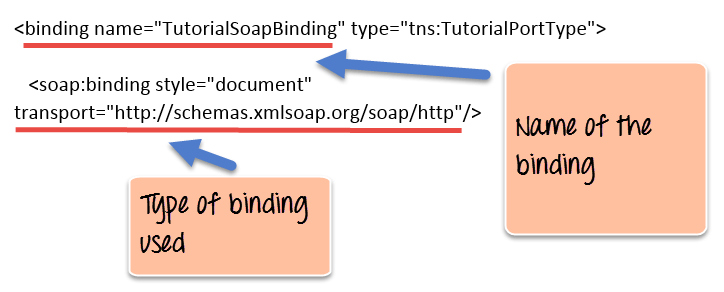 <binding name="TutorialSoapBinding" type="tns:TutorialPortType">
<soap:binding style="document"
transport="http://schemas.xmlsoap.org/soap/http"/>
Name of the
binding
Type of binding
used